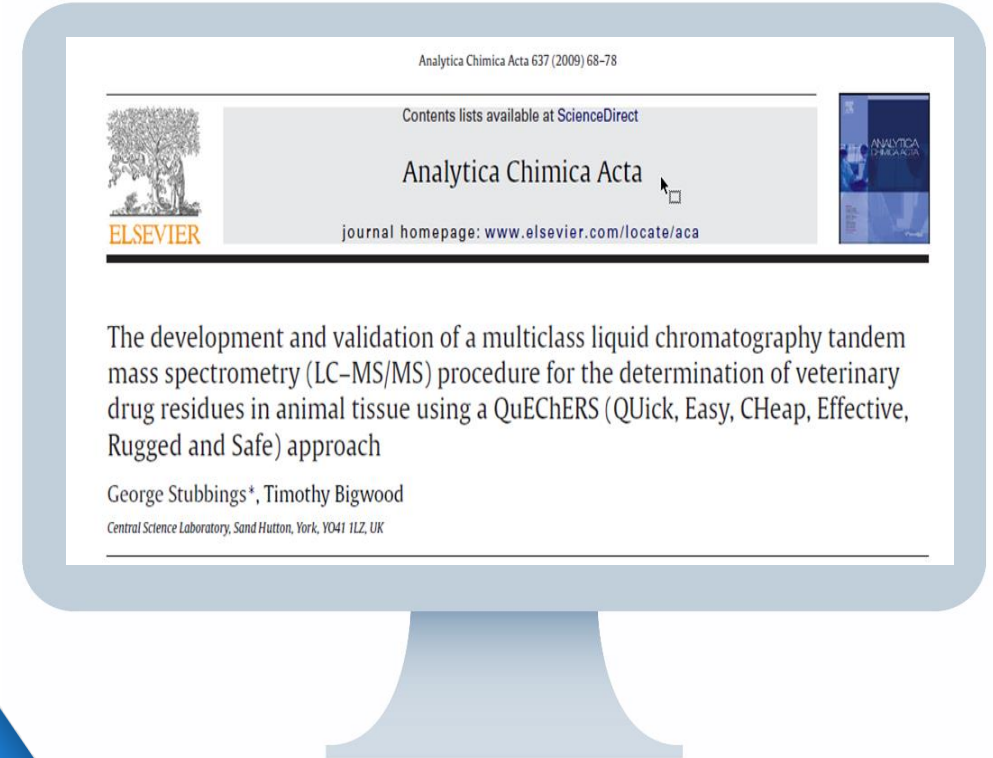 Analytica Chimica Acta 637 (2009) 68–78
Contents lists available at ScienceDirect
Analytica Chimica Acta
journal homepage: www.elsevier.com/locate/aca
ELSEVIER
ANALYTICA
CHIMICA ACTA
The development and validation of a multiclass liquid chromatography tandem
mass spectrometry (LC–MS/MS) procedure for the determination of veterinary
drug residues in animal tissue using a QuEChERS (QUick, Easy, CHeap, Effective,
Rugged and Safe) approach
George Stubbings*, Timothy Bigwood
Central Science Laboratory, Sand Hutton, York, YO41 1LZ, UK